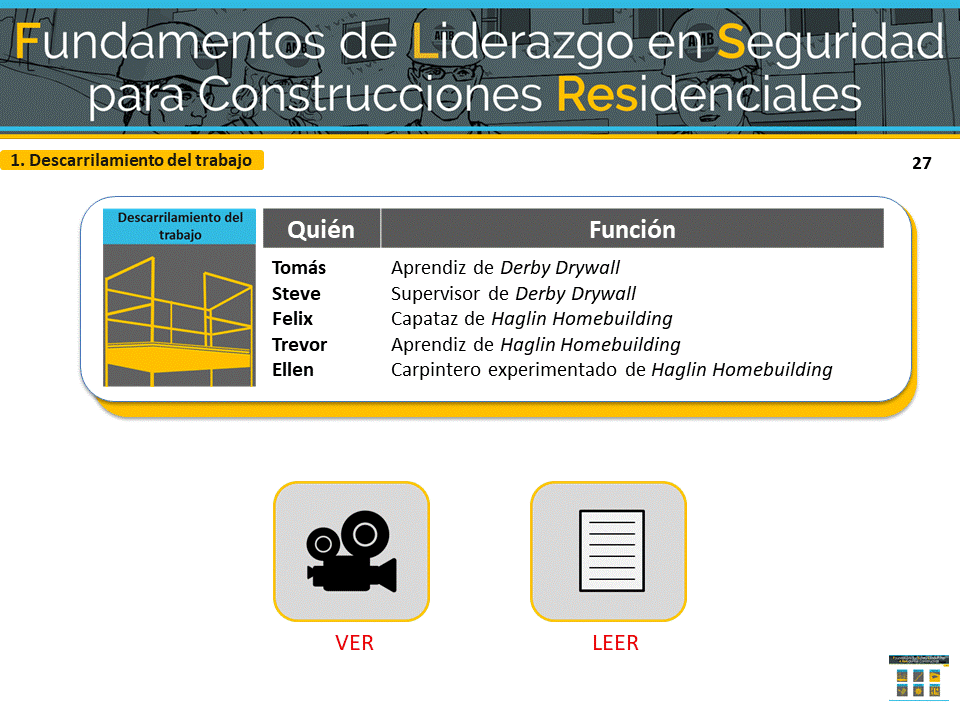 Fundamentos de Liderazgo en Seguridad
para Construcciones Residenciales
1. Descarrilamiento del trabajo
27
Descarrilamiento del
trabajo
Quién Función
Tomás Aprendiz de Derby Drywall
Steve Supervisor de Derby Drywall
Felix Capataz de Haglin Homebuilding
Trevor Aprendiz de Haglin Homebuilding
Ellen Carpintero experimentado de Haglin Homebuilding
VER LEER